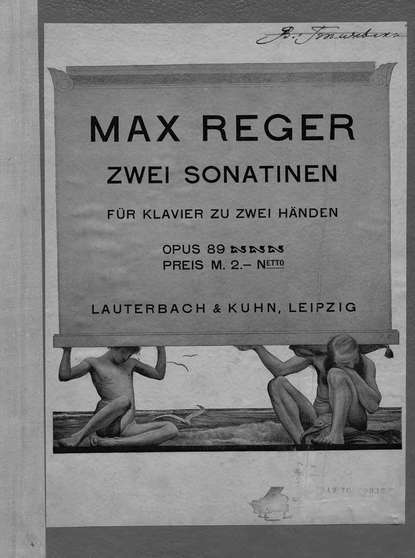 MAX REGER
ZWEI SONATINEN
FÜR KLAVIER ZU ZWEI HÄNDEN
OPUS 89
PREIS M. 2.– NETTO
LAUTERBACH & KUHN, LEIPZIG